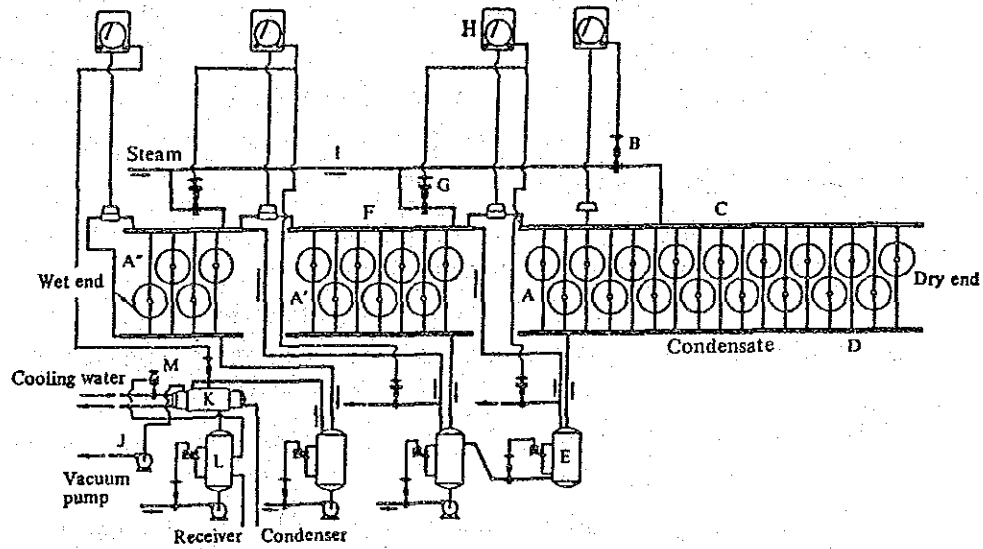 H
B
Steam
I
G
F
C
A"
Wet end
A'
A
Dry end
Condensate
D
M
Cooling water
K
J
L
E
Vacuum
pump
Receiver
Condenser